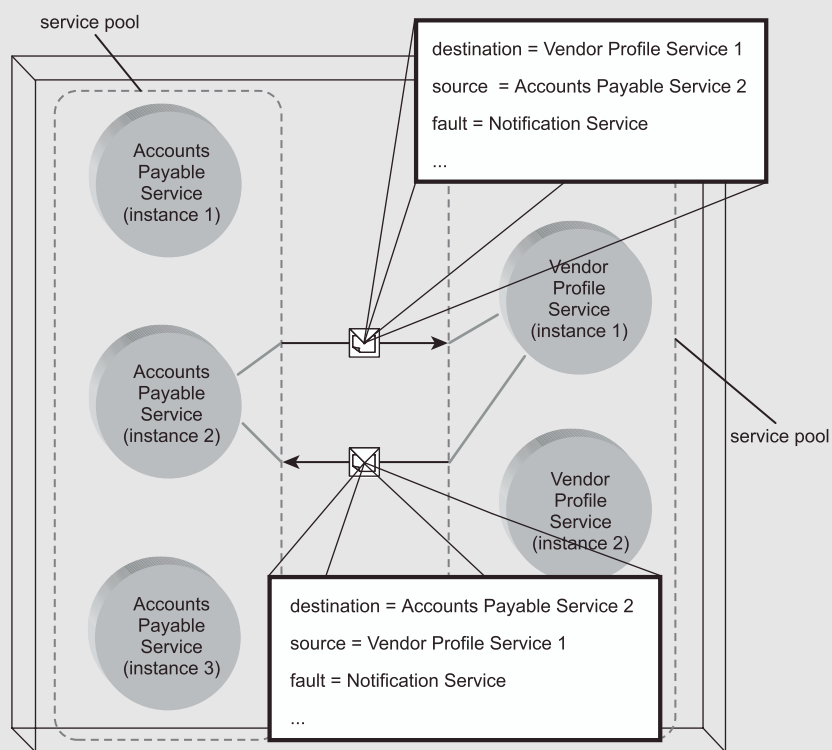 service pool
destination = Vendor Profile Service 1
source = Accounts Payable Service 2
fault = Notification Service
...
Accounts
Payable
Service
(instance 1)
Vendor
Profile
Service
(instance 1)
Accounts
Payable
Service
(instance 2)
service pool
Vendor
Profile
Service
(instance 2)
Accounts
Payable
Service
(instance 3)
destination = Accounts Payable Service 2
source = Vendor Profile Service 1
fault = Notification Service
...